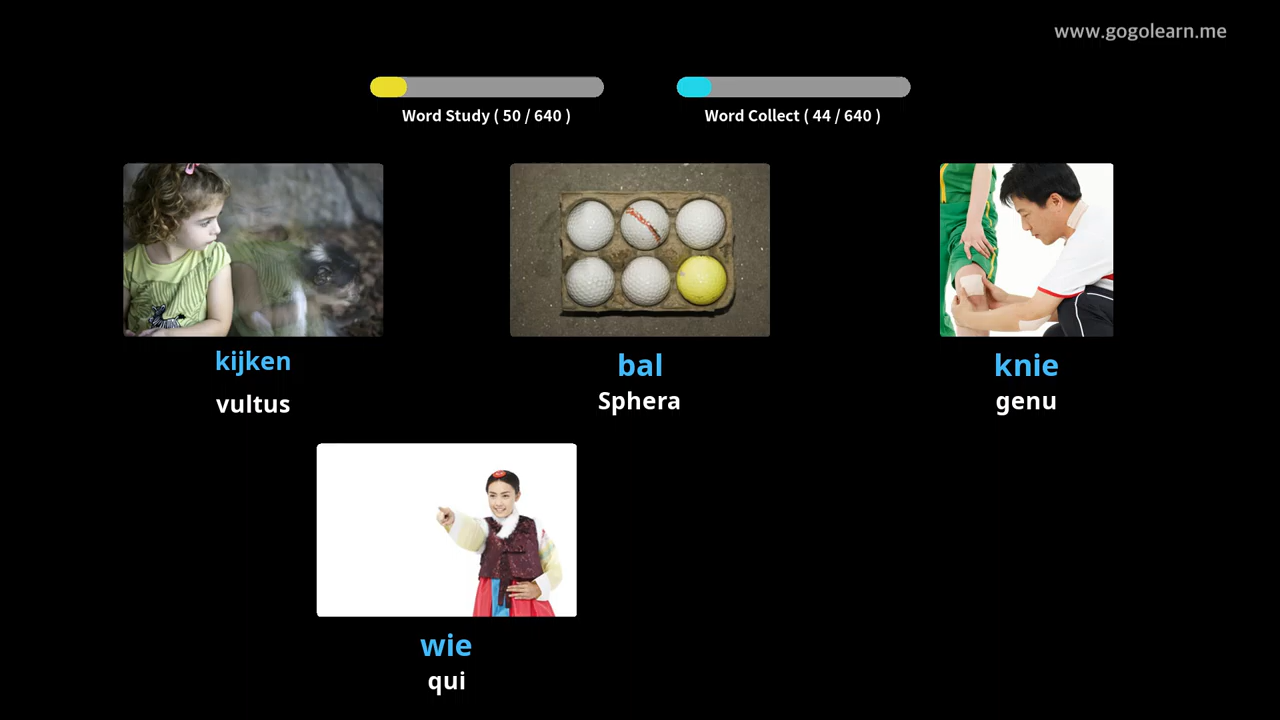 www.gogolearn.me
Word Study ( 50 / 640 )
Word Collect ( 44 / 640 )
kijken
vultus
bal
Sphera
knie
genu
wie
qui